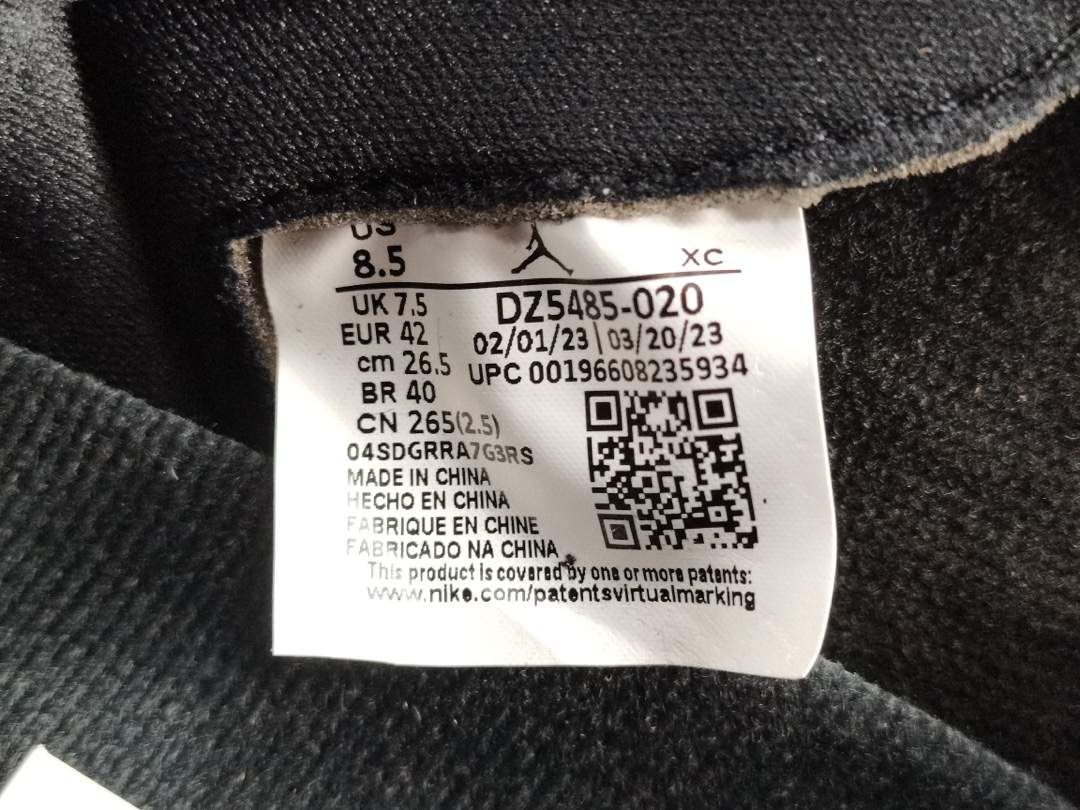 US
8.5
XC
UK 7.5
DZ5485-020
EUR 42
02/01/23 | 03/20/23
cm 26.5
UPC 00196608235934
BR 40
CN 265(2.5)
04SDGRRA7G3RS
MADE IN CHINA
HECHO EN CHINA
FABRIQUE EN CHINE
FABRICADO NA CHINA
This product is covered by one or more patents:
www.nike.com/patentsvirtualmarking